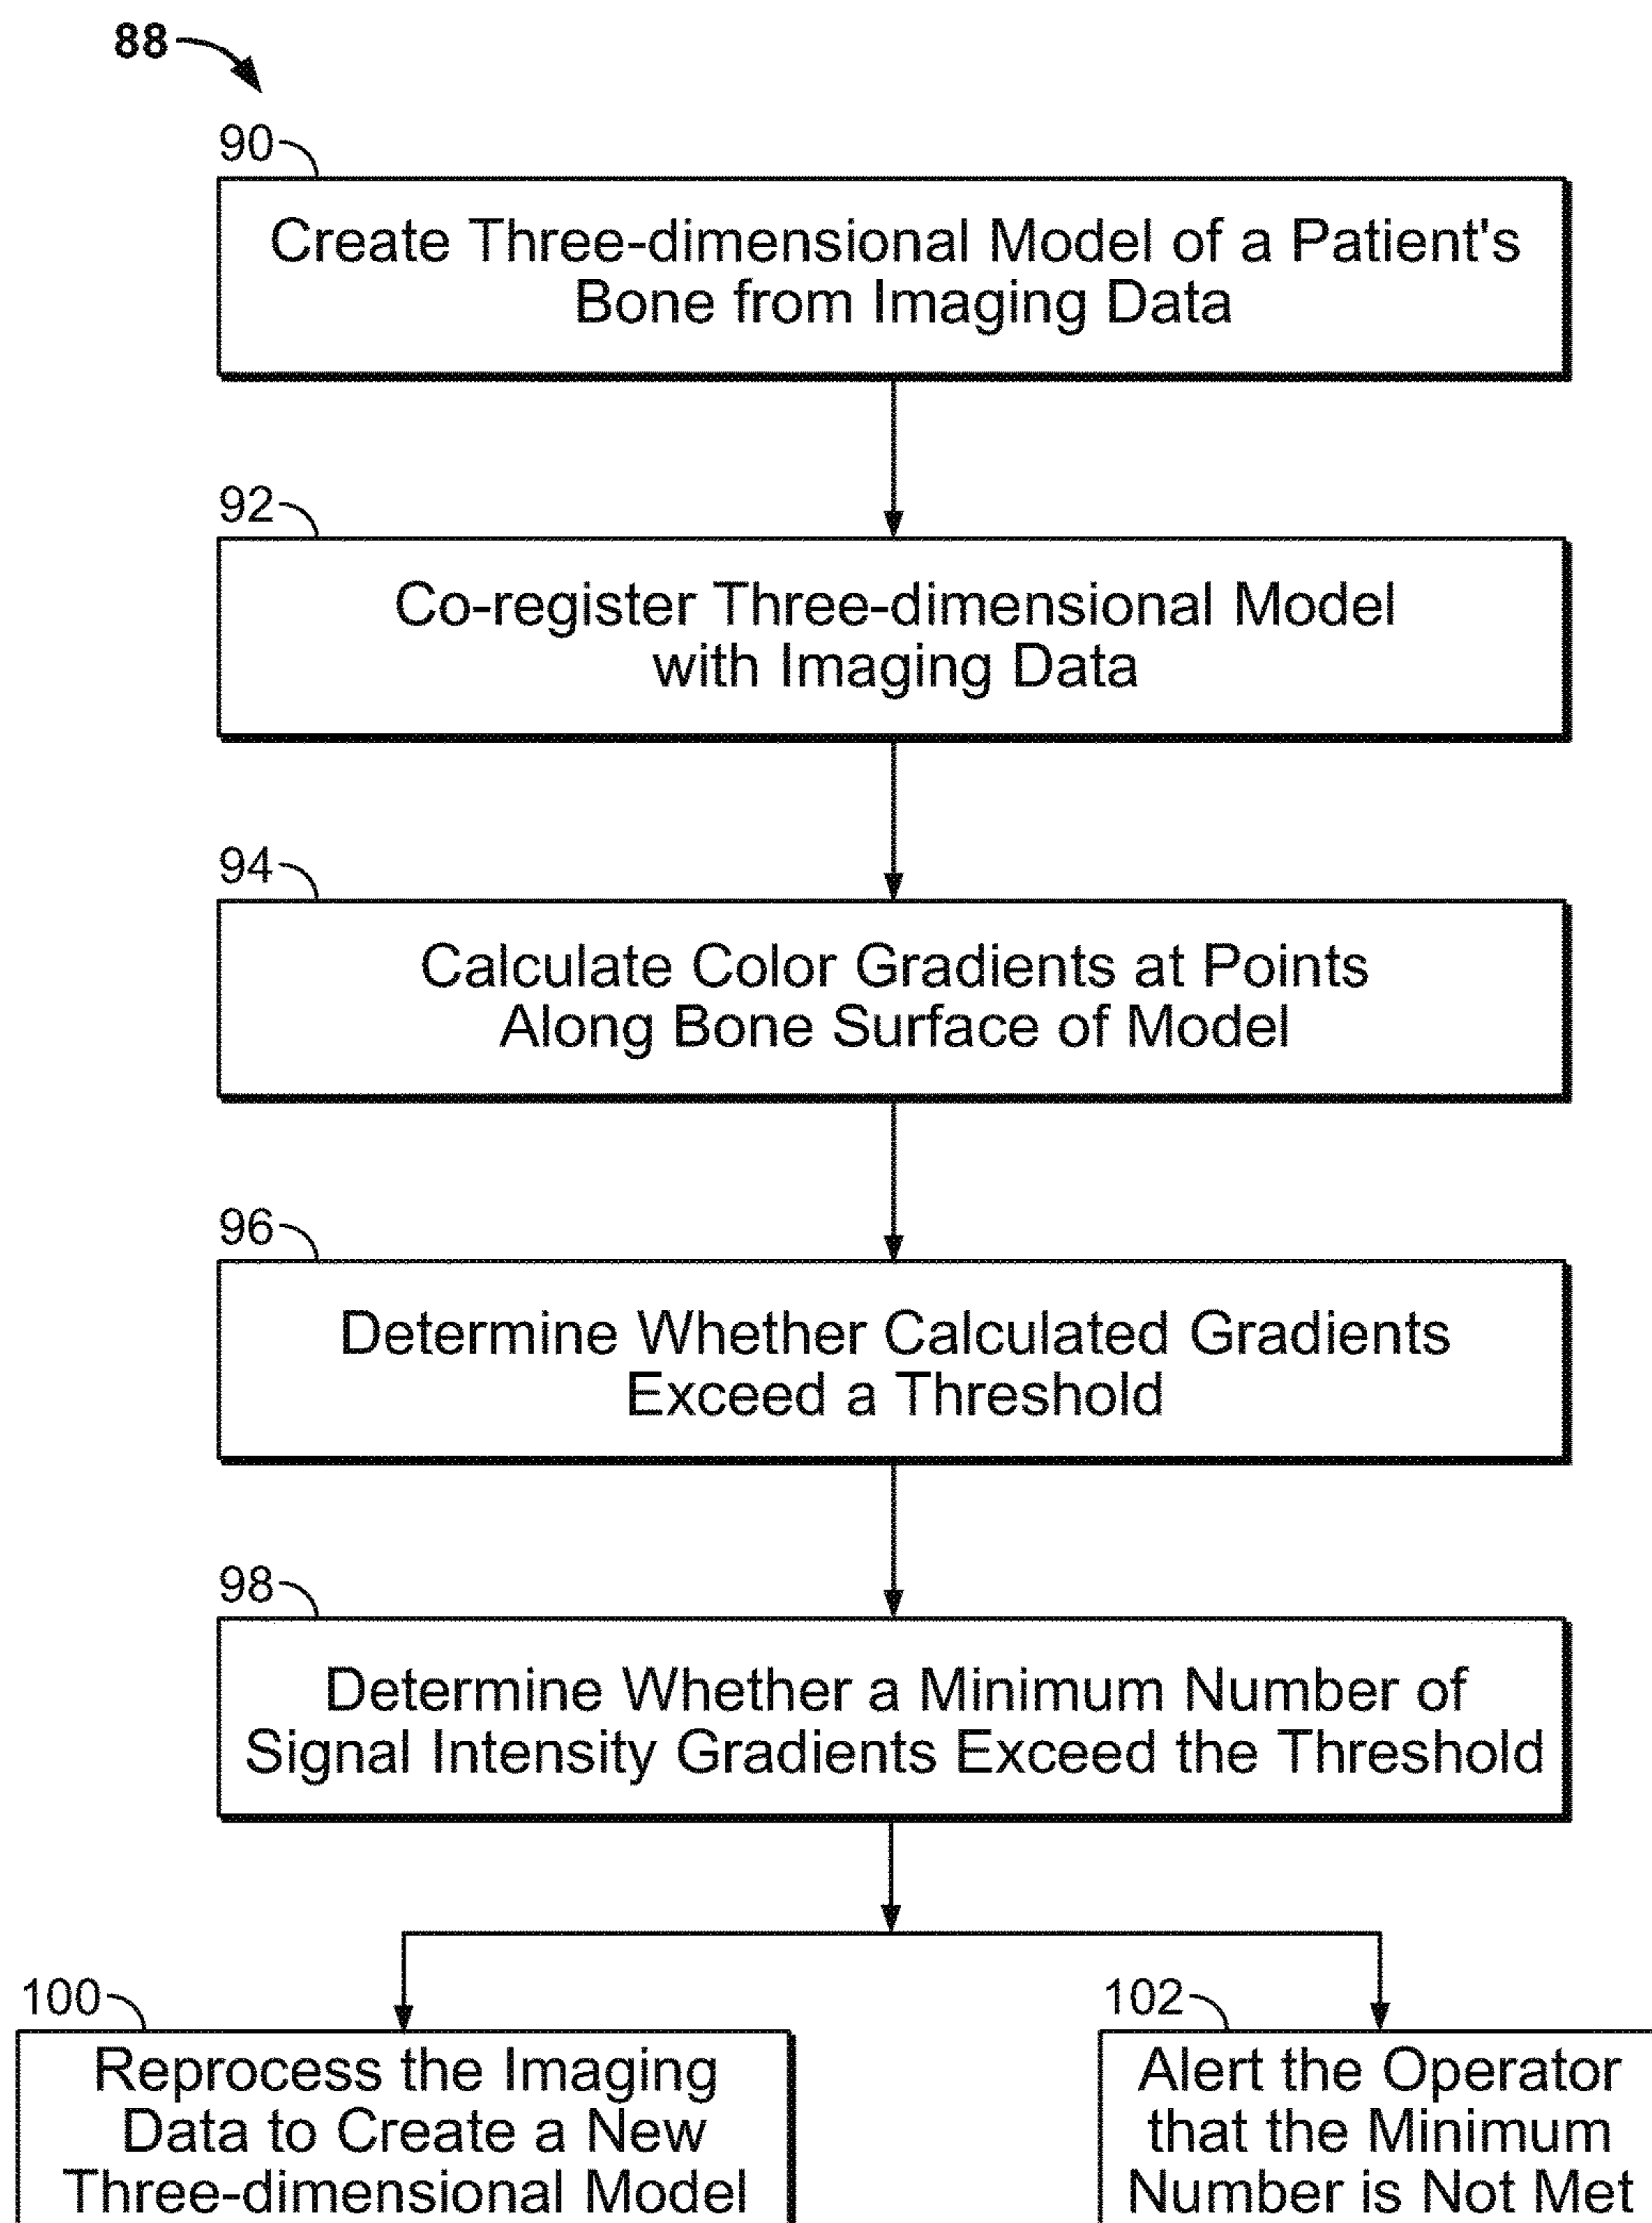 88
90
Create Three-dimensional Model of a Patient's
Bone from Imaging Data
92
Co-register Three-dimensional Model
with Imaging Data
94
Calculate Color Gradients at Points
Along Bone Surface of Model
96
Determine Whether Calculated Gradients
Exceed a Threshold
98
Determine Whether a Minimum Number of
Signal Intensity Gradients Exceed the Threshold
100
Reprocess the Imaging
Data to Create a New
Three-dimensional Model
102
Alert the Operator
that the Minimum
Number is Not Met